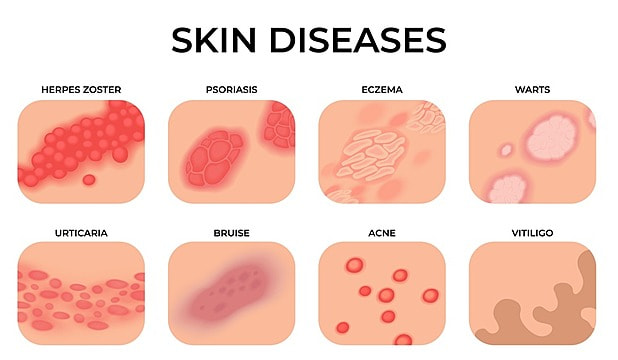 SKIN DISEASES
HERPES ZOSTER
PSORIASIS
ECZEMA
WARTS
URTICARIA
BRUISE
ACNE
VITILIGO